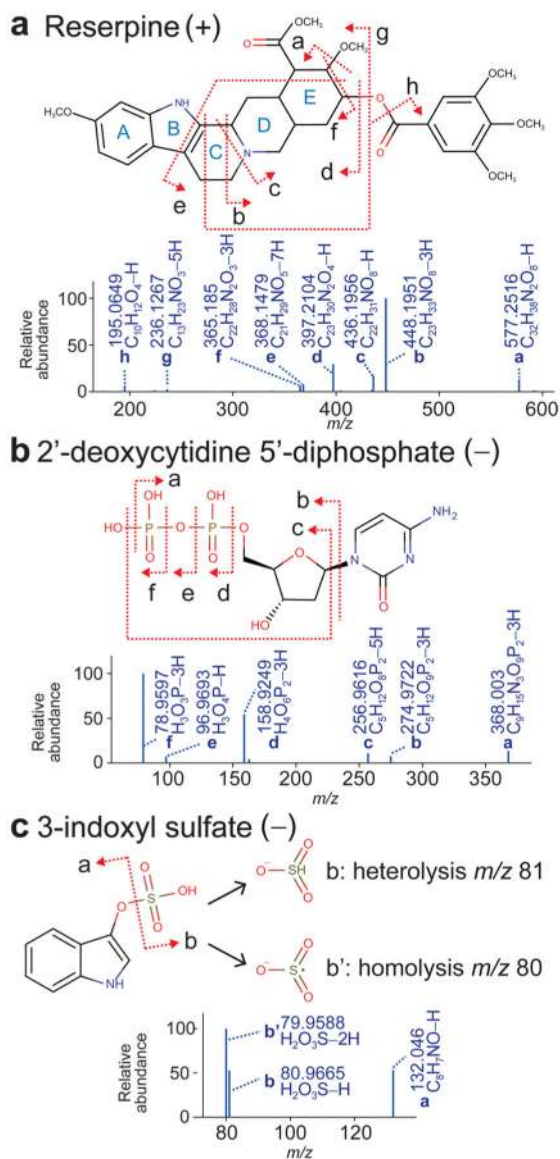 a Reserpine (+)
OCH₃
O
a
OCH₃
g
h
NH
E
O
OCH₃
H₃CO
A
B
D
f
O
OCH₃
C
N
c
d
OCH₃
e
b
Relative abundance
100
50
0
195.0649
C₁₀H₁₂O₄–H
h
236.1267
C₁₃H₂₃NO₃–5H
g
365.185
C₂₂H₂₈N₂O₃–3H
f
368.1479
C₂₁H₂₉NO₅–7H
e
397.2104
C₂₃H₃₀N₂O₄–H
d
436.1956
C₂₂H₃₁NO₈–H
c
448.1951
C₂₃H₃₃NO₈–3H
b
577.2516
C₃₂H₃₈N₂O₈–H
a
200 300 400 500 600
m/z
b 2’-deoxycytidine 5’-diphosphate (–)
a
OH OH
b
HO P O P O
c
NH₂
O O
N
O
N
f e d
HO
O
Relative abundance
100
50
0
78.9597
H₃O₃P–3H
f
96.9693
H₃O₄P–H
e
158.9249
H₄O₆P₂–3H
d
256.9616
C₅H₁₂O₈P₂–5H
c
274.9722
C₅H₁₂O₉P₂–3H
b
368.003
C₉H₁₅N₃O₉P₂–H
a
100 150 200 250 300 350
m/z
c 3-indoxyl sulfate (–)
a
O
S
OH
O
O
b
NH
O⁻
SH
O
O
b: heterolysis m/z 81
O⁻
S•
O
O
b’: homolysis m/z 80
Relative abundance
100
50
0
b’ 79.9588
H₂O₃S–2H
b 80.9665
H₂O₃S–H
132.046
C₈H₇NO–H
a
80 100 120
m/z